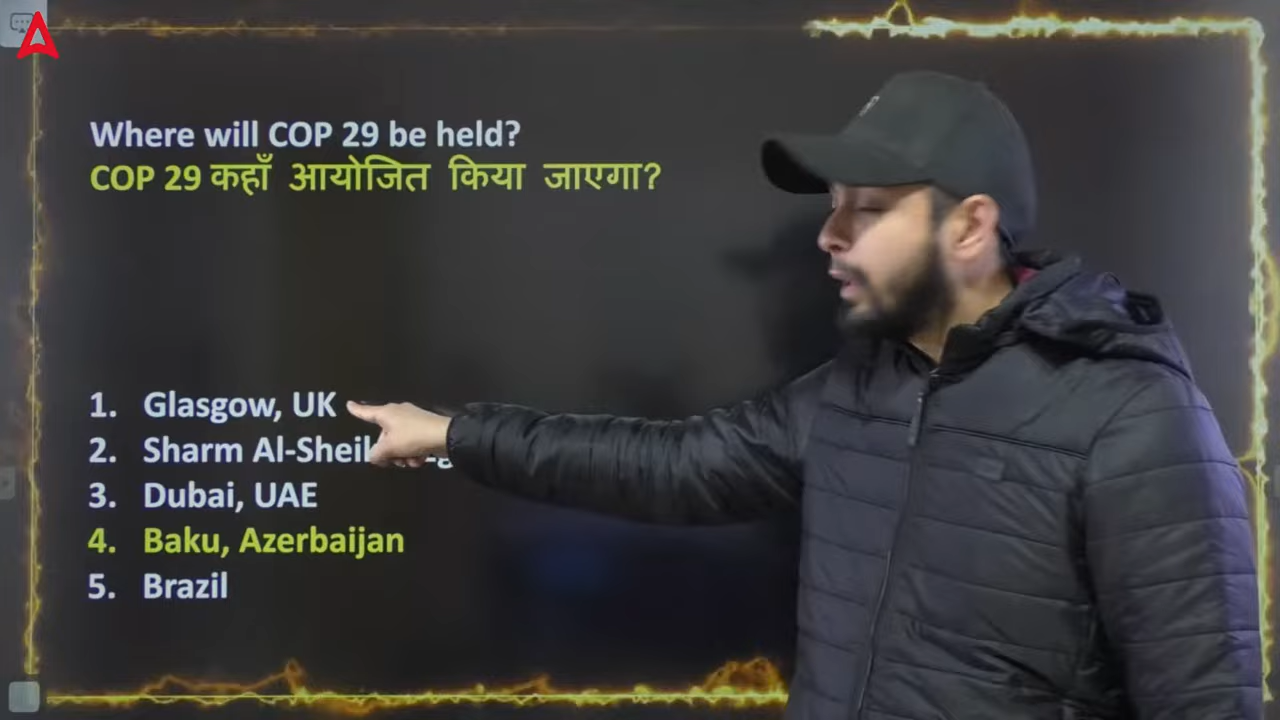 Where will COP 29 be held?
COP 29 कहाँ आयोजित किया जाएगा?
1. Glasgow, UK
2. Sharm Al-Sheik
3. Dubai, UAE
4. Baku, Azerbaijan
5. Brazil